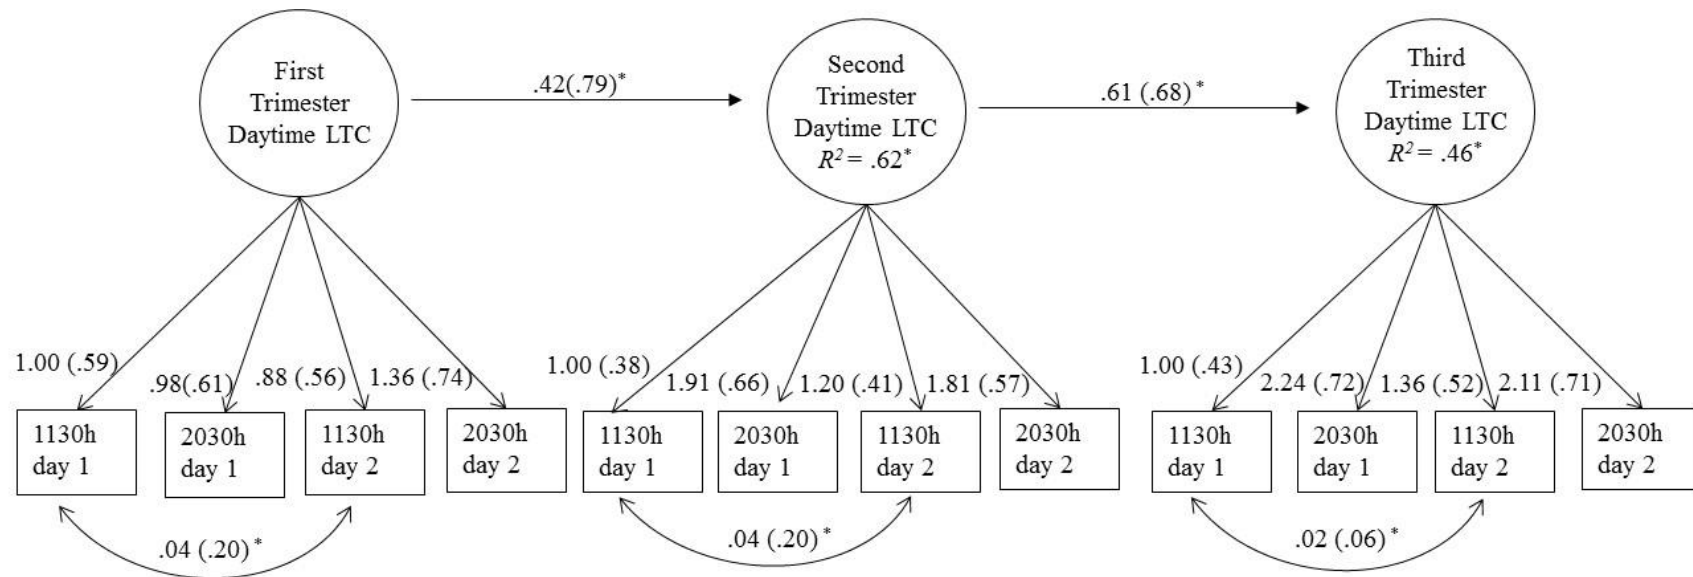 First
Trimester
Daytime LTC
.42(.79)*
Second
Trimester
Daytime LTC
R² = .62*
.61 (.68)*
Third
Trimester
Daytime LTC
R² = .46*
1.00 (.59)
.98(.61)
.88 (.56)
1.36 (.74)
1.00 (.38)
1.91 (.66)
1.20 (.41)
1.81 (.57)
1.00 (.43)
2.24 (.72)
1.36 (.52)
2.11 (.71)
1130h
day 1
2030h
day 1
1130h
day 2
2030h
day 2
1130h
day 1
2030h
day 1
1130h
day 2
2030h
day 2
1130h
day 1
2030h
day 1
1130h
day 2
2030h
day 2
.04 (.20)*
.04 (.20)*
.02 (.06)*